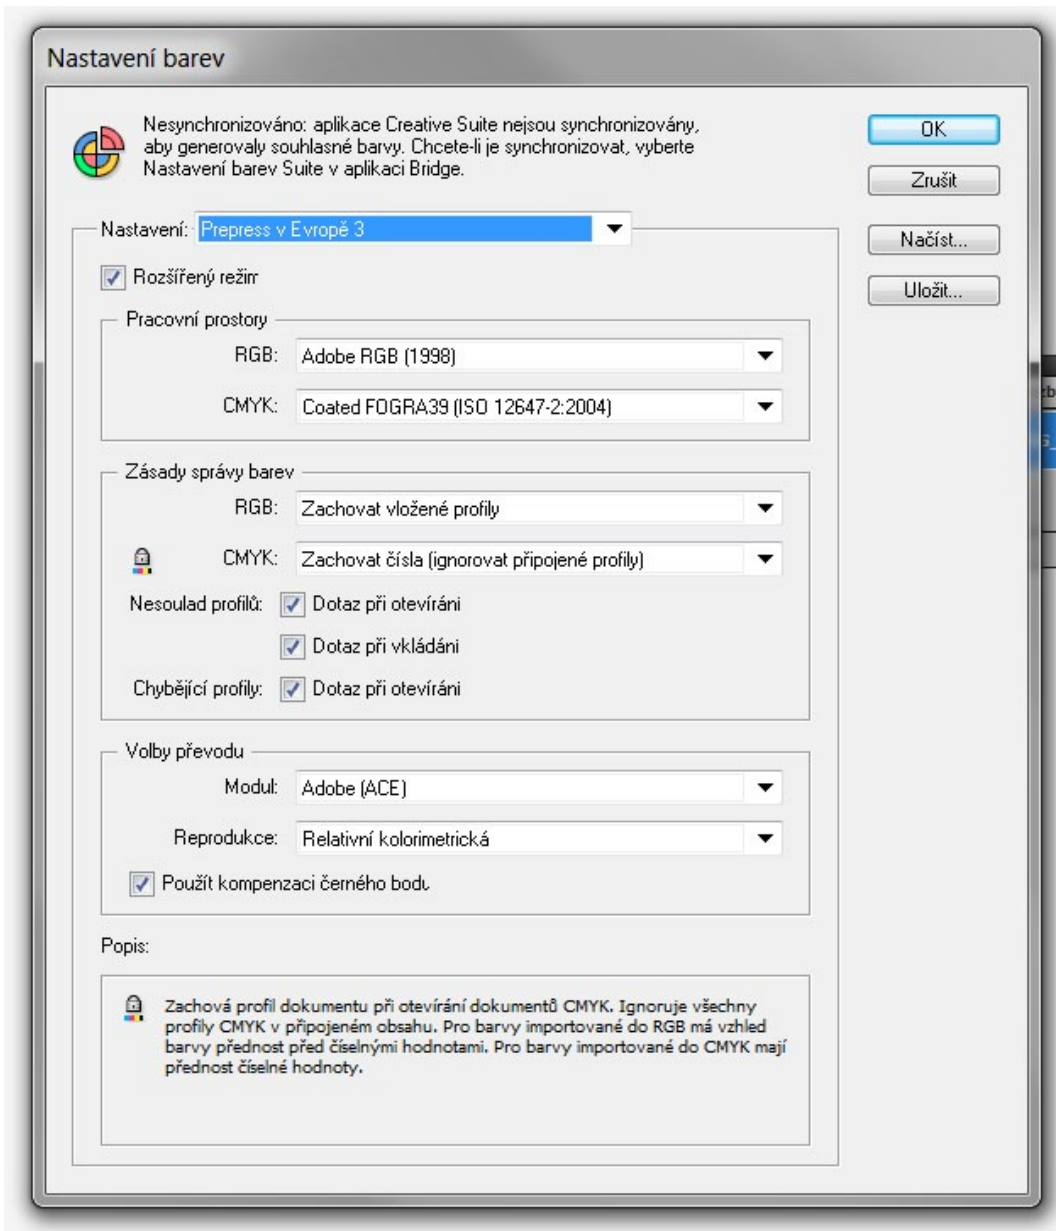 Nastavení barev
Nesynchronizováno: aplikace Creative Suite nejsou synchronizovány,
aby generovaly souhlasné barvy. Chcete-li je synchronizovat, vyberte
Nastavení barev Suite v aplikaci Bridge.
OK
Zrušit
Načíst...
Uložit...
Nastavení: Prepress v Evropě 3
Rozšířený režim
Pracovní prostory
RGB: Adobe RGB (1998)
CMYK: Coated FOGRA39 (ISO 12647-2:2004)
Zásady správy barev
RGB: Zachovat vložené profily
CMYK: Zachovat čísla (ignorovat připojené profily)
Nesoulad profilů: Dotaz při otevíráni
Dotaz při vkládáni
Chybějící profily: Dotaz při otevíráni
Volby převodu
Modul: Adobe (ACE)
Reprodukce: Relativní kolorimetrická
Použít kompenzaci černého bodu
Popis:
Zachová profil dokumentu při otevírání dokumentů CMYK. Ignoruje všechny
profily CMYK v připojeném obsahu. Pro barvy importované do RGB má vzhled
barvy přednost před číselnými hodnotami. Pro barvy importované do CMYK mají
přednost číselné hodnoty.